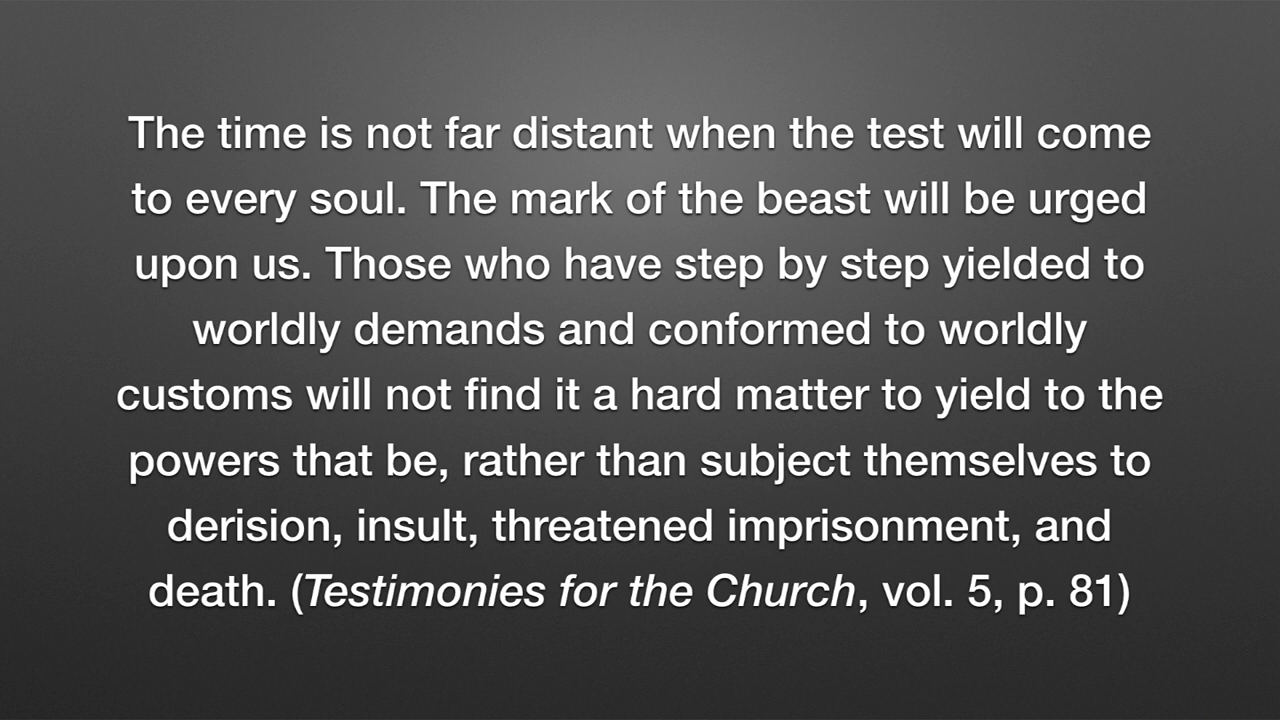 The time is not far distant when the test will come
to every soul. The mark of the beast will be urged
upon us. Those who have step by step yielded to
worldly demands and conformed to worldly
customs will not find it a hard matter to yield to the
powers that be, rather than subject themselves to
derision, insult, threatened imprisonment, and
death. (Testimonies for the Church, vol. 5, p. 81)